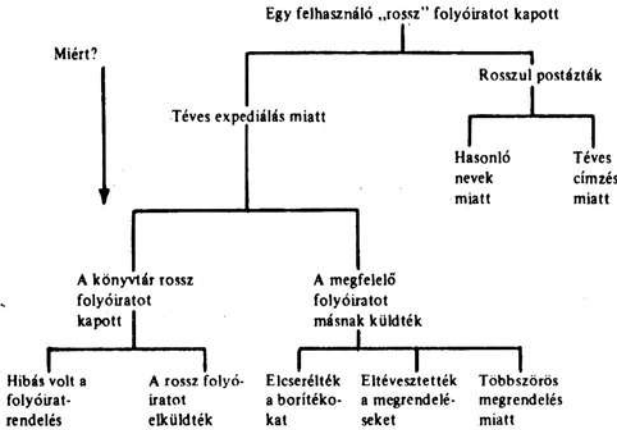 Egy felhasználó „rossz” folyóiratot kapott
Miért?
Rosszul postázták
Téves expediálás miatt
Hasonló
nevek
miatt
Téves
címzés
miatt
A könyvtár rossz
folyóiratot
kapott
A megfelelő
folyóiratot
másnak küldték
Hibás volt a
folyóirat-
rendelés
A rossz folyó-
iratot
elküldték
Elcserélték
a borítéko-
kat
Eltévesztették
a megrendelé-
seket
Többszörös
megrendelés
miatt